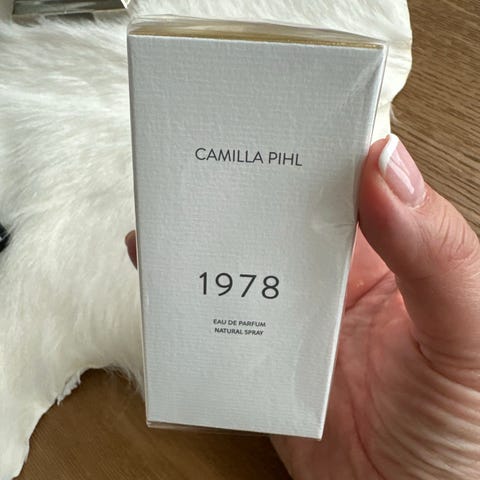 CAMILLA PIHL
1978
EAU DE PARFUM
NATURAL SPRAY